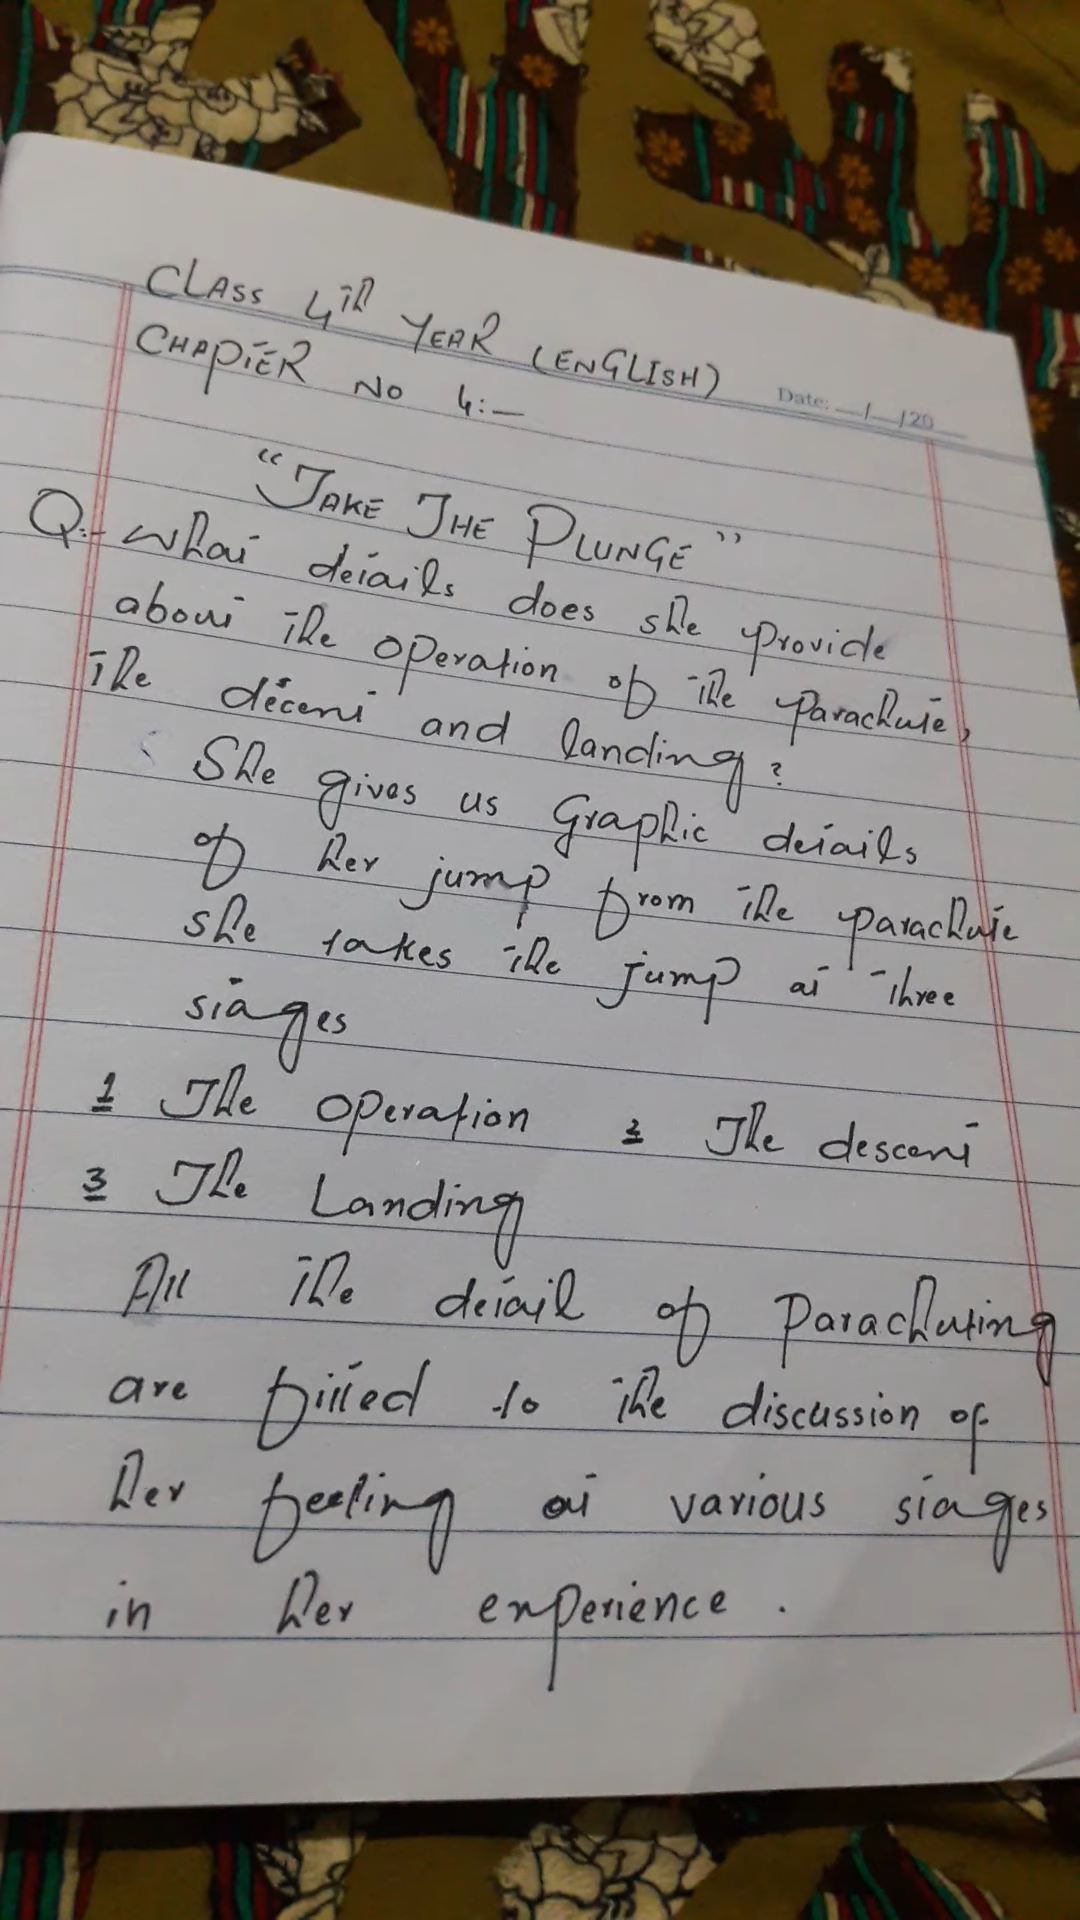 CLASS 4th YEAR (ENGLISH)
Date: __/__/20__
CHAPTER NO 4:-
"TAKE THE PLUNGE"
Q:- what details does she provide
about the operation of the parachute,
the decent and landing?
She gives us Graphic details
of her jump from the parachute
she takes the jump at three
stages
1 The operation 2 The descent
3 The Landing
All the detail of Parachuting
are fitted to the discussion of
her feeling at various stages
in her experience.